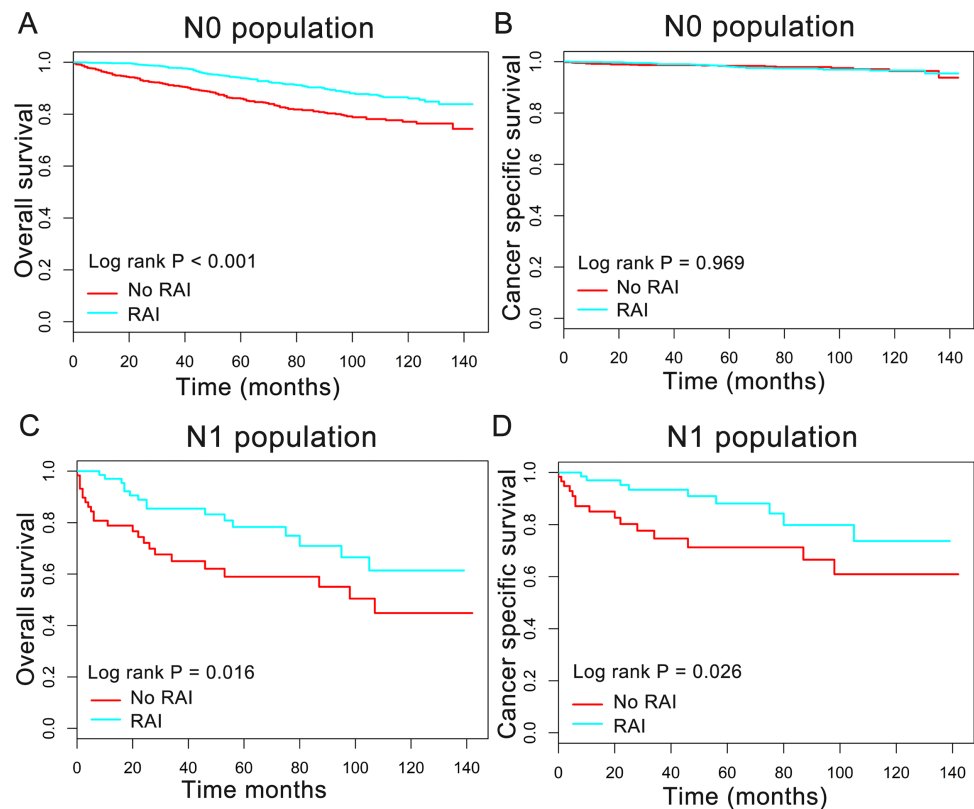 A
N0 population
Overall survival
1.0
0.8
0.6
0.4
0.2
0.0
Log rank P < 0.001
No RAI
RAI
0 20 40 60 80 100 120 140
Time (months)
B
N0 population
Cancer specific survival
1.0
0.8
0.6
0.4
0.2
0.0
Log rank P = 0.969
No RAI
RAI
0 20 40 60 80 100 120 140
Time (months)
C
N1 population
Overall survival
1.0
0.8
0.6
0.4
0.2
0.0
Log rank P = 0.016
No RAI
RAI
0 20 40 60 80 100 120 140
Time months
D
N1 population
Cancer specific survival
1.0
0.8
0.6
0.4
0.2
0.0
Log rank P = 0.026
No RAI
RAI
0 20 40 60 80 100 120 140
Time (months)